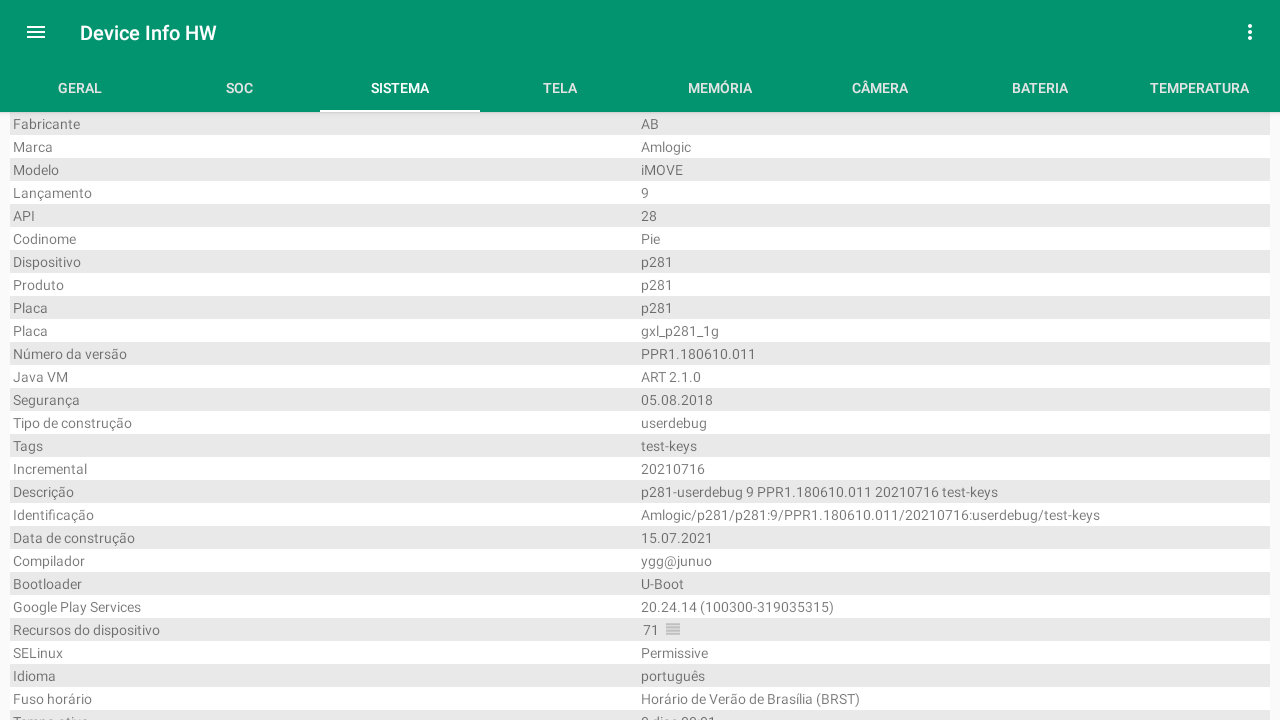 Device Info HW
GERAL SOC SISTEMA TELA MEMÓRIA CÂMERA BATERIA TEMPERATURA
Fabricante AB
Marca Amlogic
Modelo iMOVE
Lançamento 9
API 28
Codinome Pie
Dispositivo p281
Produto p281
Placa p281
Placa gxl_p281_1g
Número da versão PPR1.180610.011
Java VM ART 2.1.0
Segurança 05.08.2018
Tipo de construção userdebug
Tags test-keys
Incremental 20210716
Descrição p281-userdebug 9 PPR1.180610.011 20210716 test-keys
Identificação Amlogic/p281/p281:9/PPR1.180610.011/20210716:userdebug/test-keys
Data de construção 15.07.2021
Compilador ygg@junuo
Bootloader U-Boot
Google Play Services 20.24.14 (100300-319035315)
Recursos do dispositivo 71
SELinux Permissive
Idioma português
Fuso horário Horário de Verão de Brasília (BRST)